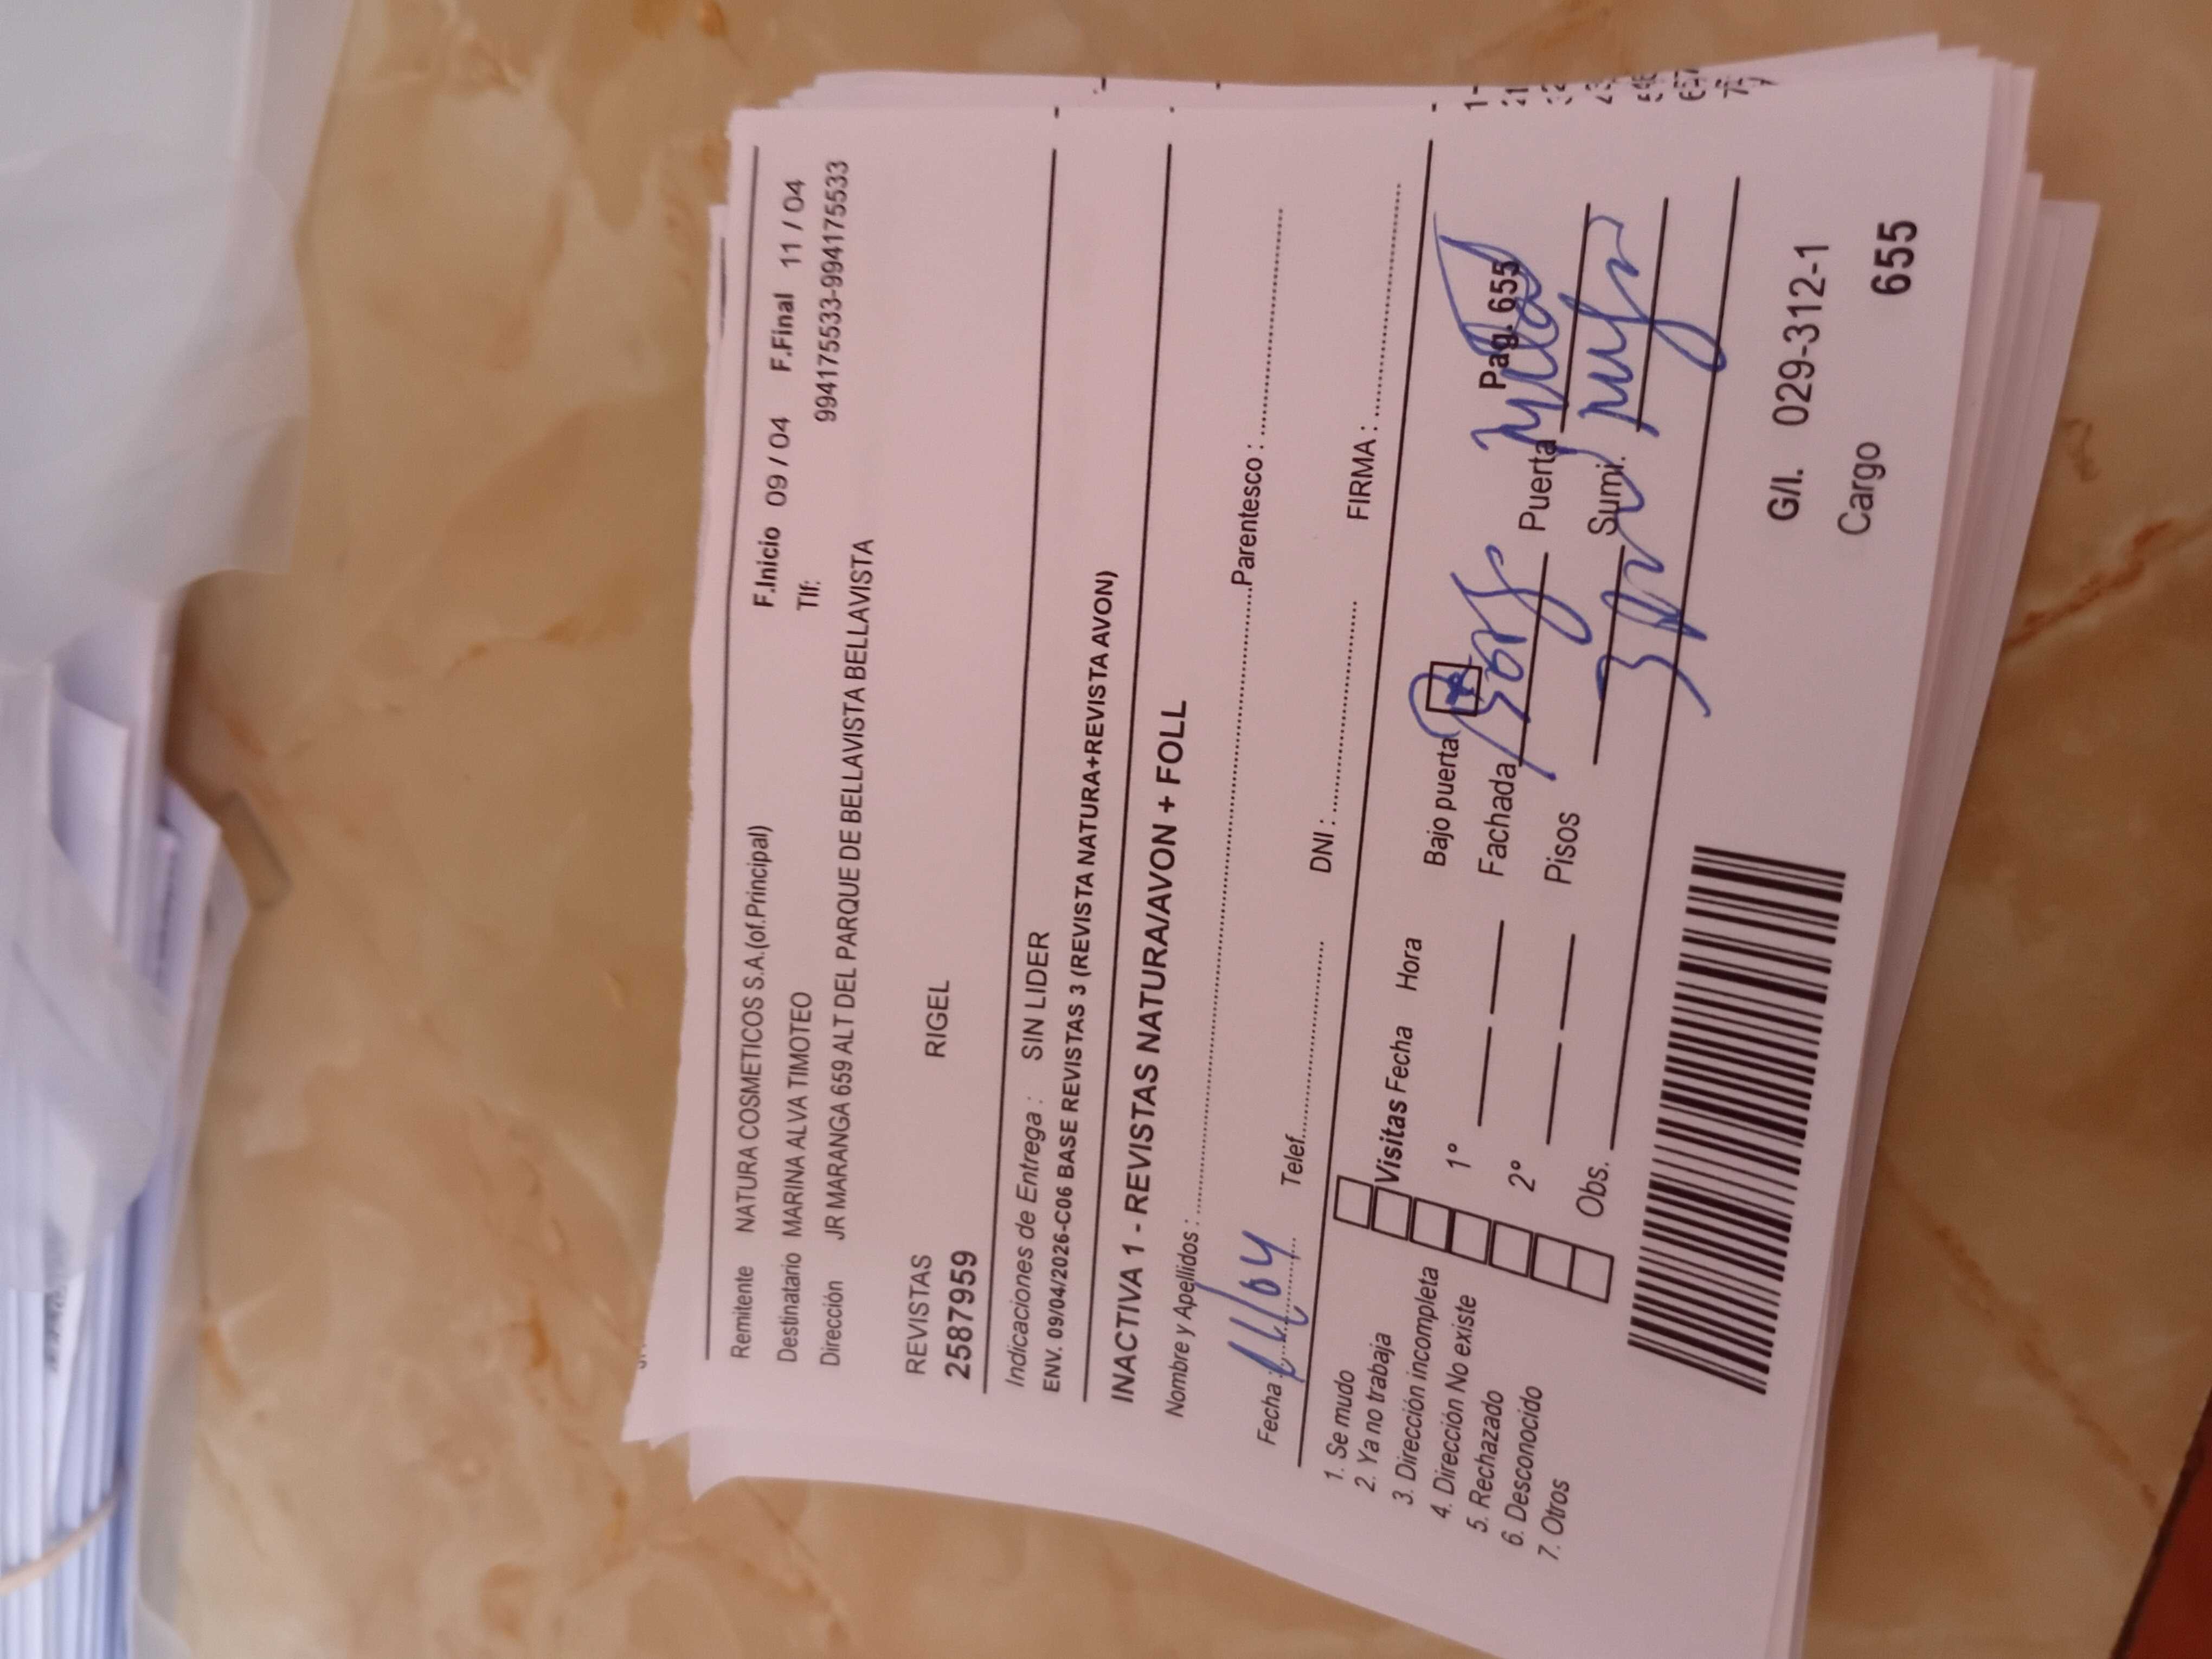 F.Inicio 09 / 04 F.Final 11 / 04
Remitente NATURA COSMETICOS S.A.(of.Principal)
Tlf: 994175533-994175533
Destinatario MARINA ALVA TIMOTEO
Dirección JR MARANGA 659 ALT DEL PARQUE DE BELLAVISTA BELLAVISTA
REVISTAS RIGEL
2587959
Indicaciones de Entrega : SIN LIDER
ENV. 09/04/2026-C06 BASE REVISTAS 3 (REVISTA NATURA+REVISTA AVON)
INACTIVA 1 - REVISTAS NATURA/AVON + FOLL
Nombre y Apellidos : Parentesco :
Fecha : 11/04 Telef. DNI : FIRMA :
1. Se mudo
2. Ya no trabaja
3. Dirección incompleta
4. Dirección No existe
5. Rechazado
6. Desconocido
7. Otros
Visitas Fecha Hora
1º
2º
Obs.
Bajo puerta
Pag. 655
Fachada Puerta
Pisos Sumi.
G/I. 029-3112-1
Cargo 655